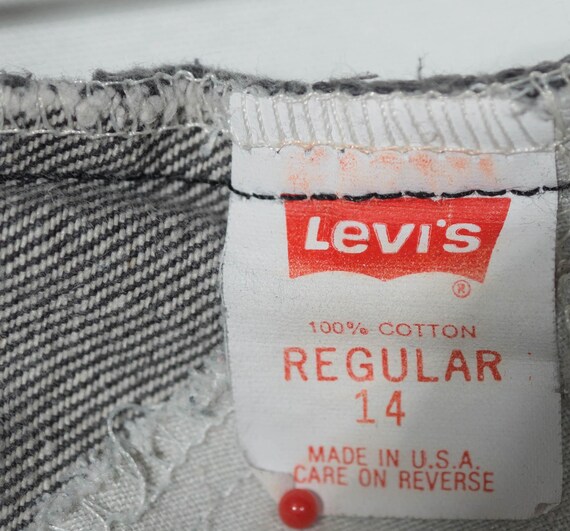 Levi's
®
100% COTTON
REGULAR
14
MADE IN U.S.A.
CARE ON REVERSE